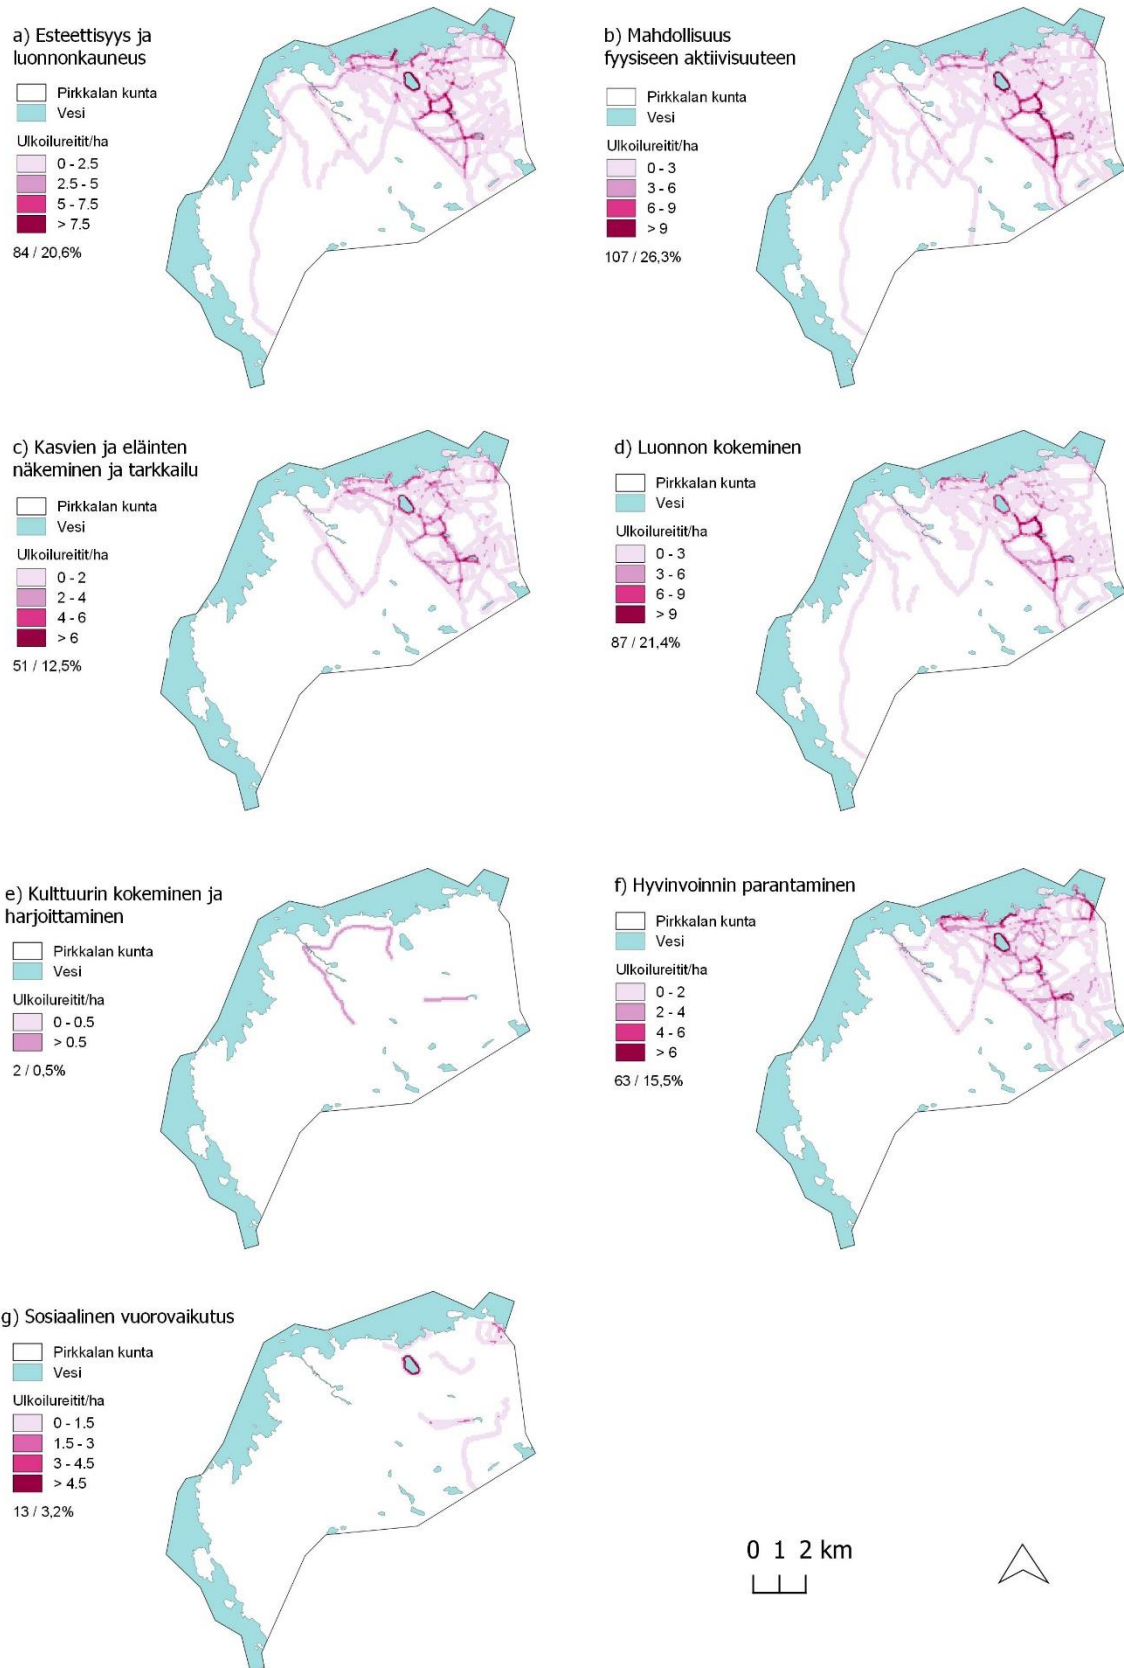 a) Esteettisyys ja
luonnonkauneus
Pirkkalan kunta
Vesi
Ulkoilureitit/ha
0 - 2.5
2.5 - 5
5 - 7.5
> 7.5
84 / 20,6%
b) Mahdollisuus
fyysiseen aktiivisuuteen
Pirkkalan kunta
Vesi
Ulkoilureitit/ha
0 - 3
3 - 6
6 - 9
> 9
107 / 26,3%
c) Kasvien ja eläinten
näkeminen ja tarkkailu
Pirkkalan kunta
Vesi
Ulkoilureitit/ha
0 - 2
2 - 4
4 - 6
> 6
51 / 12,5%
d) Luonnon kokeminen
Pirkkalan kunta
Vesi
Ulkoilureitit/ha
0 - 3
3 - 6
6 - 9
> 9
87 / 21,4%
e) Kulttuurin kokeminen ja
harjoittaminen
Pirkkalan kunta
Vesi
Ulkoilureitit/ha
0 - 0.5
> 0.5
2 / 0,5%
f) Hyvinvoinnin parantaminen
Pirkkalan kunta
Vesi
Ulkoilureitit/ha
0 - 2
2 - 4
4 - 6
> 6
63 / 15,5%
g) Sosiaalinen vuorovaikutus
Pirkkalan kunta
Vesi
Ulkoilureitit/ha
0 - 1.5
1.5 - 3
3 - 4.5
> 4.5
13 / 3,2%
0 1 2 km